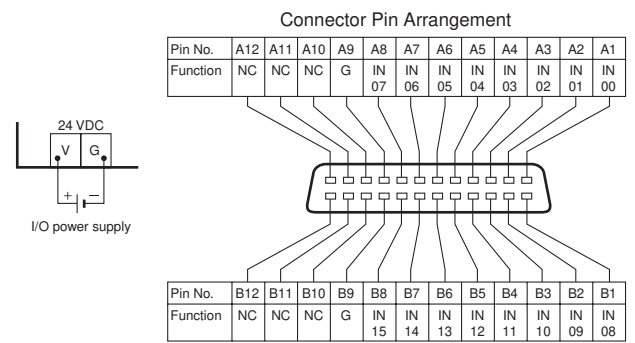 Connector Pin Arrangement
Pin No. A12 A11 A10 A9 A8 A7 A6 A5 A4 A3 A2 A1
Function NC NC NC G IN 07 IN 06 IN 05 IN 04 IN 03 IN 02 IN 01 IN 00
24 VDC
V G
+ −
I/O power supply
Pin No. B12 B11 B10 B9 B8 B7 B6 B5 B4 B3 B2 B1
Function NC NC NC G IN 15 IN 14 IN 13 IN 12 IN 11 IN 10 IN 09 IN 08